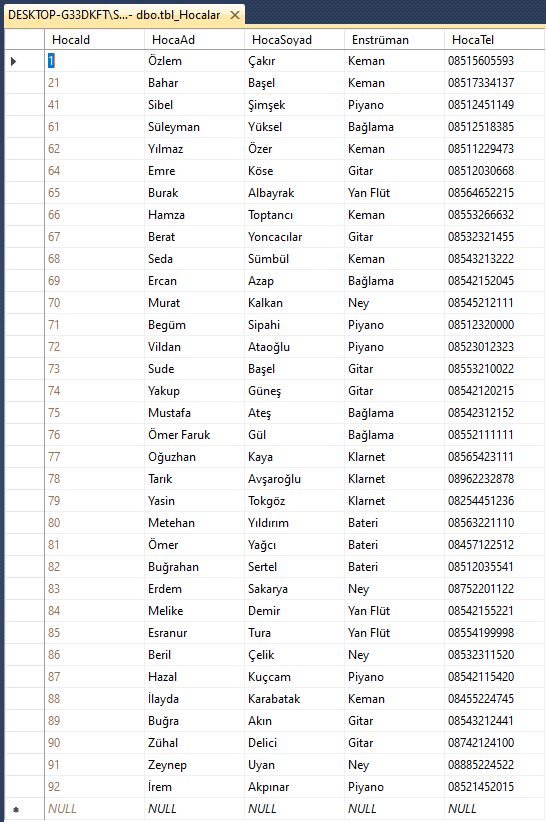 DESKTOP-G33DKFT\S...- dbo.tbl_Hocalar
HocaId HocaAd HocaSoyad Enstrüman HocaTel
1 Özlem Çakır Keman 08515605593
21 Bahar Başel Keman 08517334137
41 Sibel Şimşek Piyano 08512451149
61 Süleyman Yüksel Bağlama 08512518385
62 Yılmaz Özer Keman 08511229473
64 Emre Köse Gitar 08512030668
65 Burak Albayrak Yan Flüt 08564652215
66 Hamza Toptancı Keman 08553266632
67 Berat Yoncacılar Gitar 08532321455
68 Seda Sümbül Keman 08543213222
69 Ercan Azap Bağlama 08542152045
70 Murat Kalkan Ney 08545212111
71 Begüm Sipahi Piyano 08512320000
72 Vildan Ataoğlu Piyano 08523012323
73 Sude Başel Gitar 08553210022
74 Yakup Güneş Gitar 08542120215
75 Mustafa Ateş Bağlama 08542312152
76 Ömer Faruk Gül Bağlama 08552111111
77 Oğuzhan Kaya Klarnet 08565423111
78 Tarık Avşaroğlu Klarnet 08962232878
79 Yasin Tokgöz Klarnet 08254451236
80 Metehan Yıldırım Bateri 08563221110
81 Ömer Yağcı Bateri 08457122512
82 Buğrahan Sertel Bateri 08512035541
83 Erdem Sakarya Ney 08752201122
84 Melike Demir Yan Flüt 08542155221
85 Esranur Tura Yan Flüt 08554199998
86 Beril Çelik Ney 08532311520
87 Hazal Kuşcam Piyano 08542115420
88 İlayda Karabatak Keman 08455224745
89 Buğra Akın Gitar 08543212441
90 Zühal Delici Gitar 08742124100
91 Zeynep Uyan Ney 08885224522
92 İrem Akpınar Piyano 08521452015
NULL NULL NULL NULL NULL